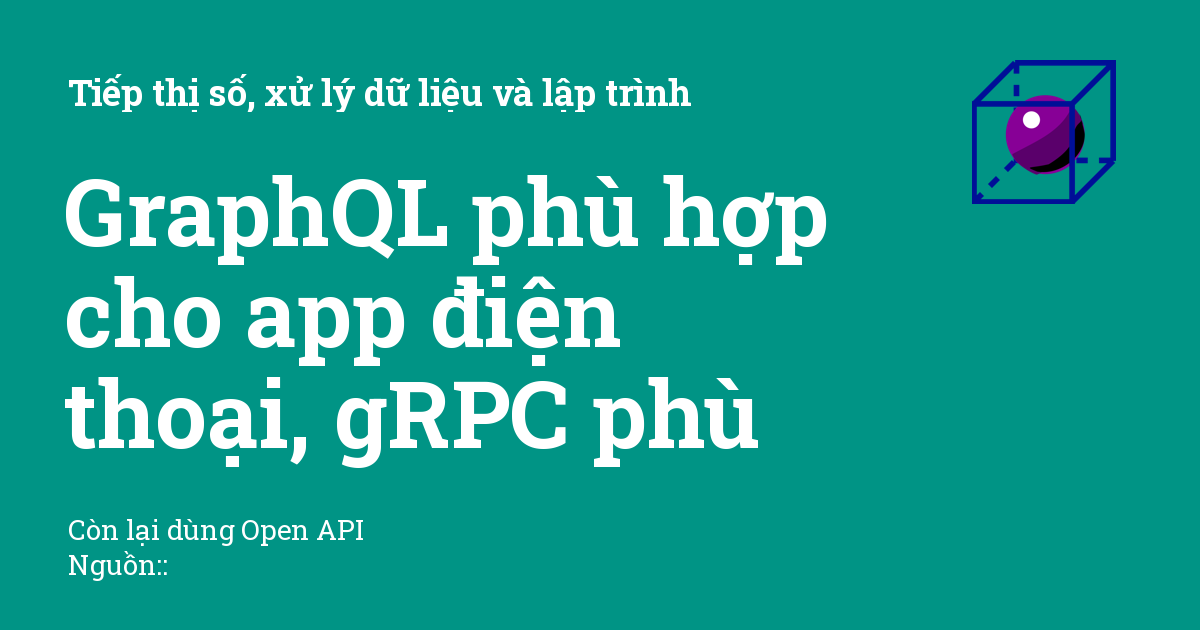 Tiếp thị số, xử lý dữ liệu và lập trình
GraphQL phù hợp
cho app điện
thoại, gRPC phù
Còn lại dùng Open API
Nguồn::